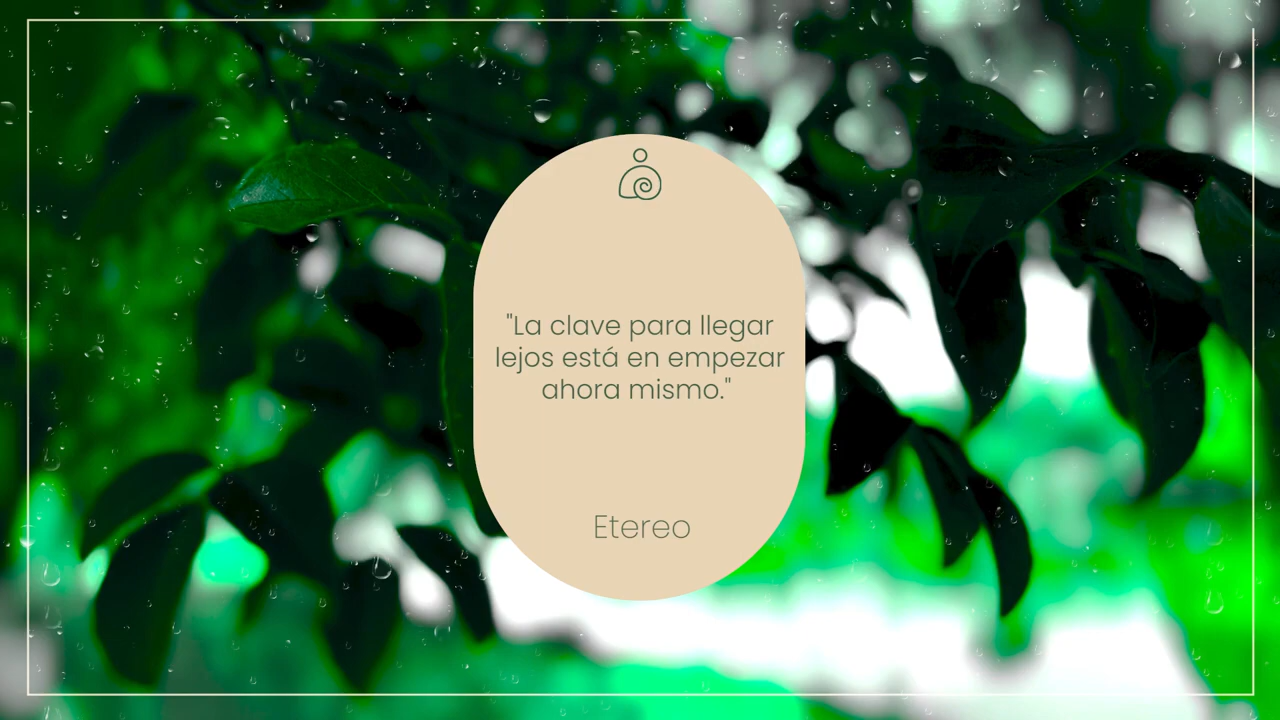 "La clave para llegar
lejos está en empezar
ahora mismo."
Etereo